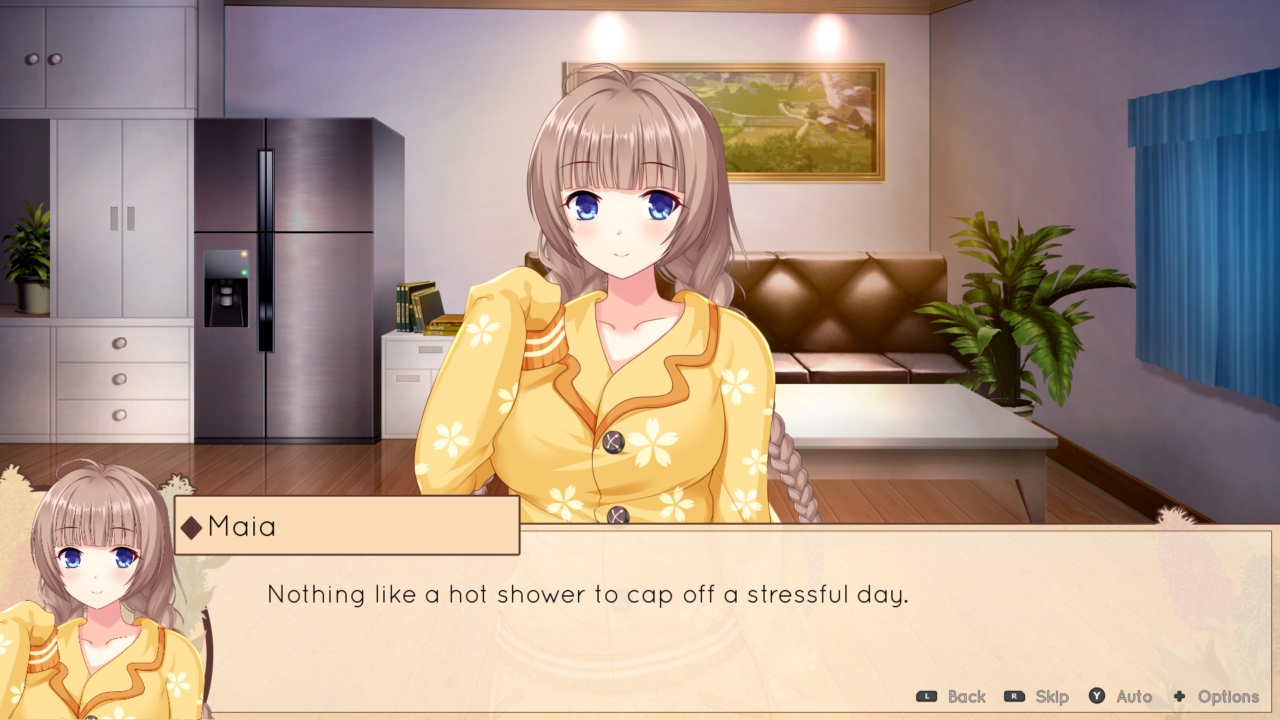 Maia
Nothing like a hot shower to cap off a stressful day.
L Back R Skip Y Auto Options